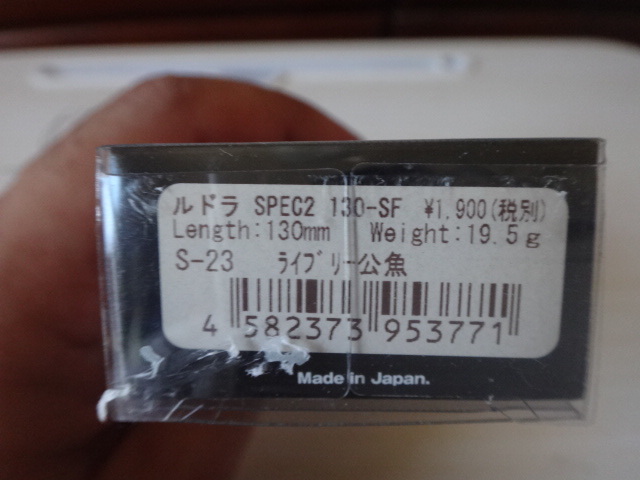 ルドラ SPEC2 130-SF ¥1,900(税別)
Length:130mm Weight:19.5g
S-23 ﾗｲﾌﾞﾘｰ公魚
4 582373 953771
Made in Japan.